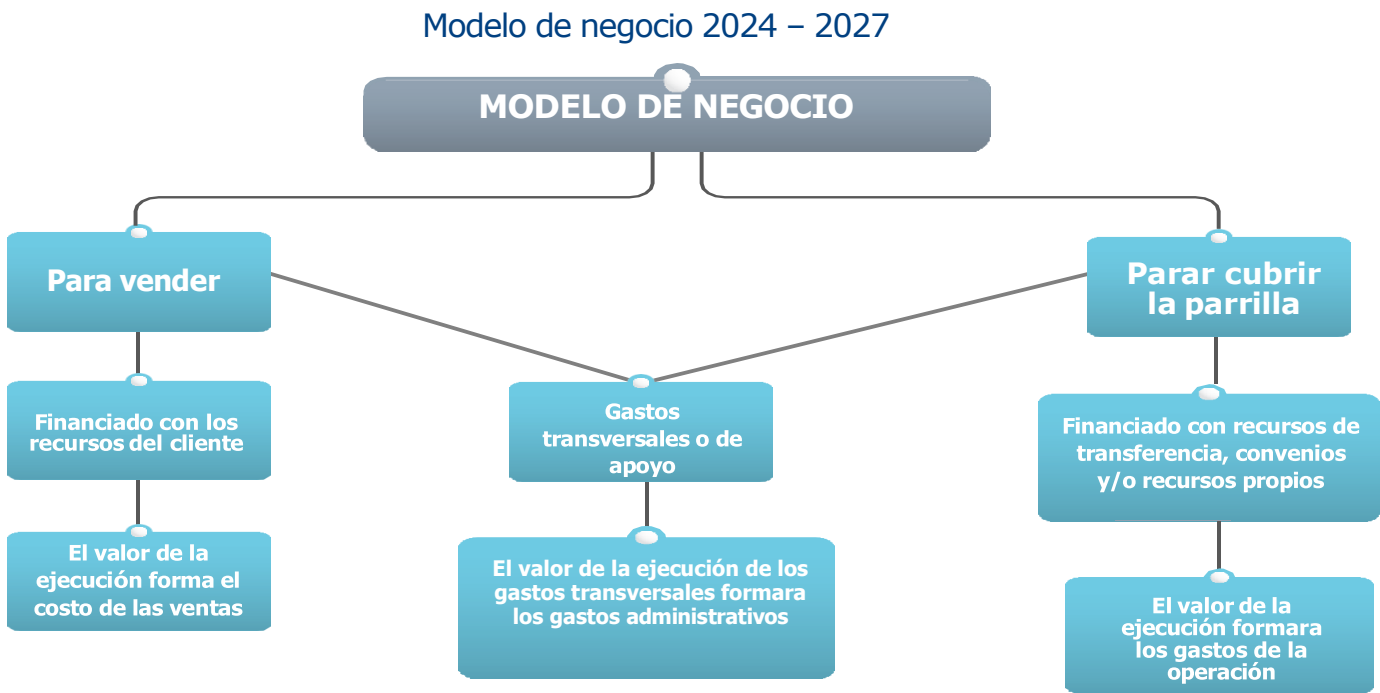 Modelo de negocio 2024 – 2027
MODELO DE NEGOCIO
Para vender
Parar cubrir
la parrilla
Financiado con los
recursos del cliente
Gastos
transversales o de
apoyo
Financiado con recursos de
transferencia, convenios
y/o recursos propios
El valor de la
ejecución forma el
costo de las ventas
El valor de la ejecución de los
gastos transversales formara
los gastos administrativos
El valor de la
ejecución formara
los gastos de la
operación